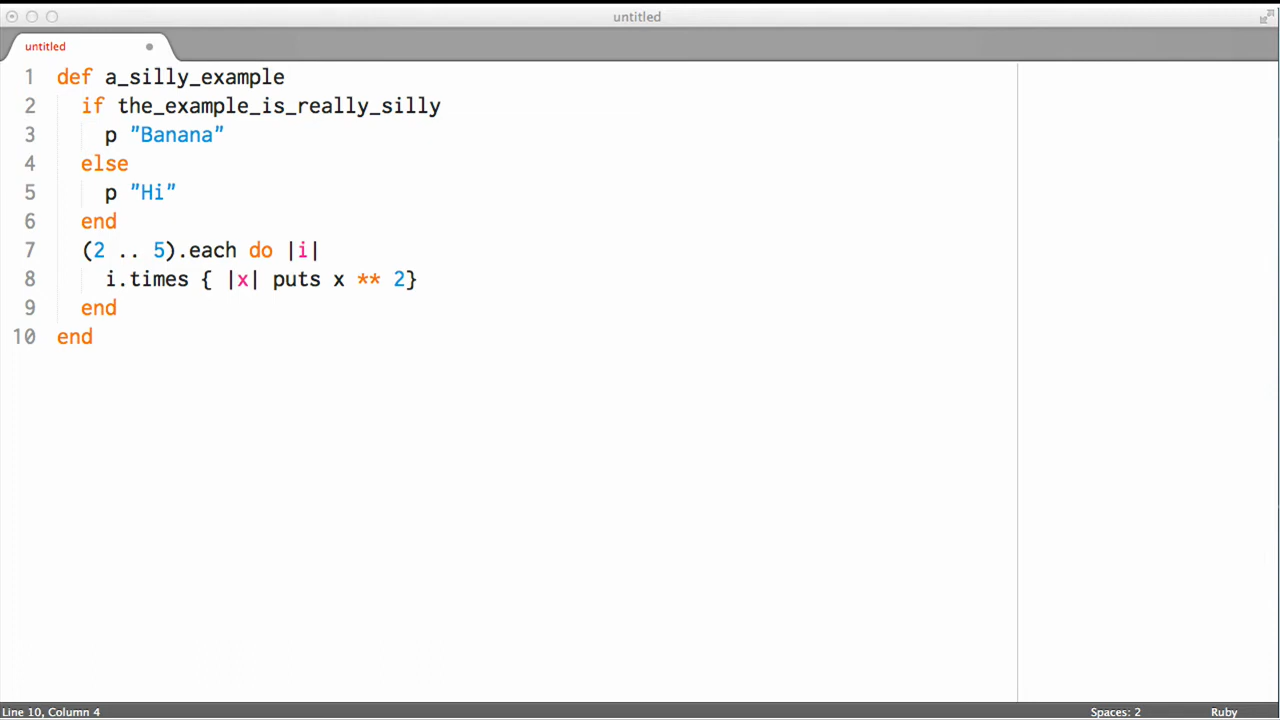 untitled
untitled
1 def a_silly_example
2 if the_example_is_really_silly
3 p "Banana"
4 else
5 p "Hi"
6 end
7 (2 .. 5).each do |i|
8 i.times { |x| puts x ** 2}
9 end
10 end
Line 10, Column 4 Spaces: 2 Ruby